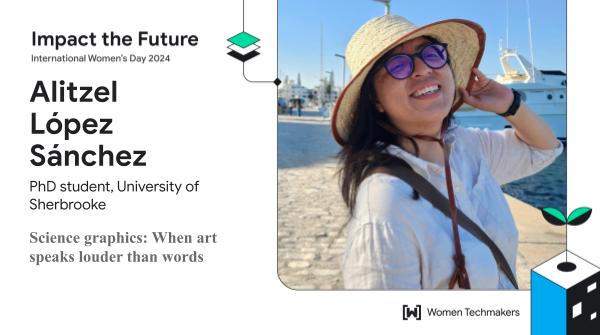 Impact the Future
International Women's Day 2024
Alitzel
López
Sánchez
PhD student, University of
Sherbrooke
Science graphics: When art
speaks louder than words
[W] Women Techmakers